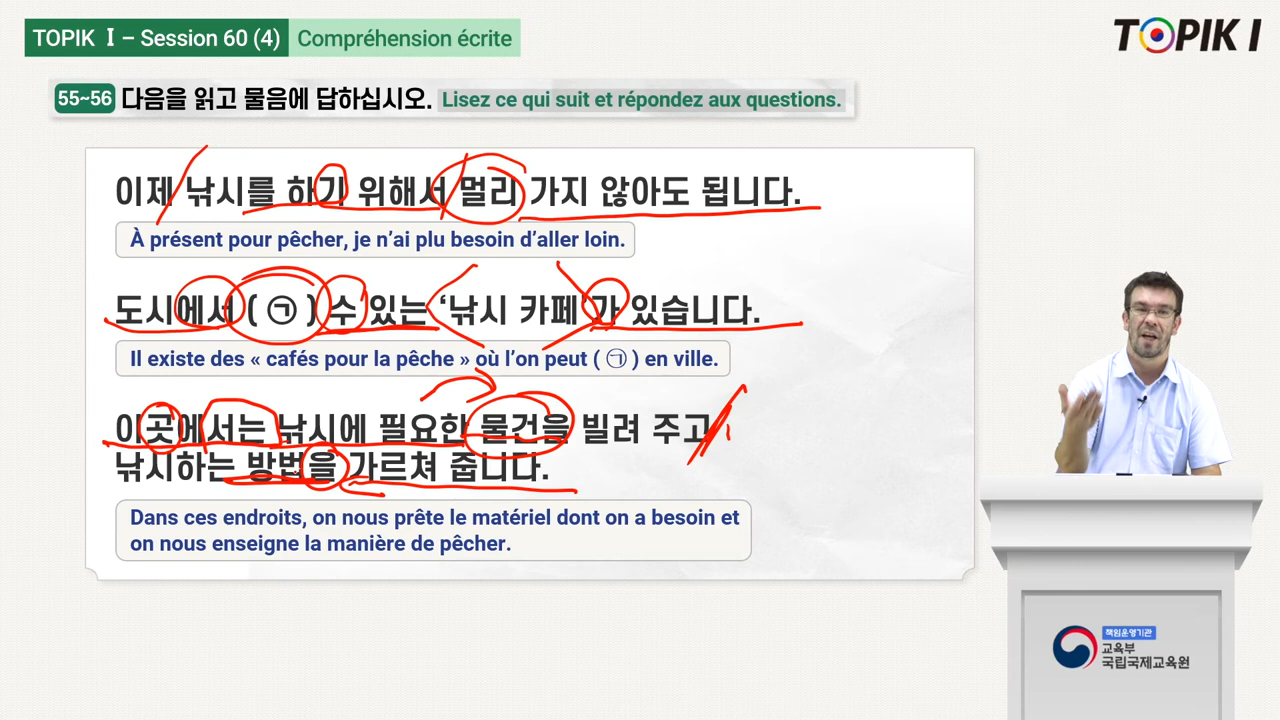 TOPIK I – Session 60 (4) Compréhension écrite
TOPIK I
55~56 다음을 읽고 물음에 답하십시오. Lisez ce qui suit et répondez aux questions.
이제 낚시를 하기 위해서 멀리 가지 않아도 됩니다.
À présent pour pêcher, je n'ai plu besoin d'aller loin.
도시에서 ( ㉠ ) 수 있는 ‘낚시 카페’가 있습니다.
Il existe des « cafés pour la pêche » où l'on peut ( ㉠ ) en ville.
이곳에서는 낚시에 필요한 물건을 빌려 주고
낚시하는 방법을 가르쳐 줍니다.
Dans ces endroits, on nous prête le matériel dont on a besoin et
on nous enseigne la manière de pêcher.
책임운영기관
교육부
국립국제교육원